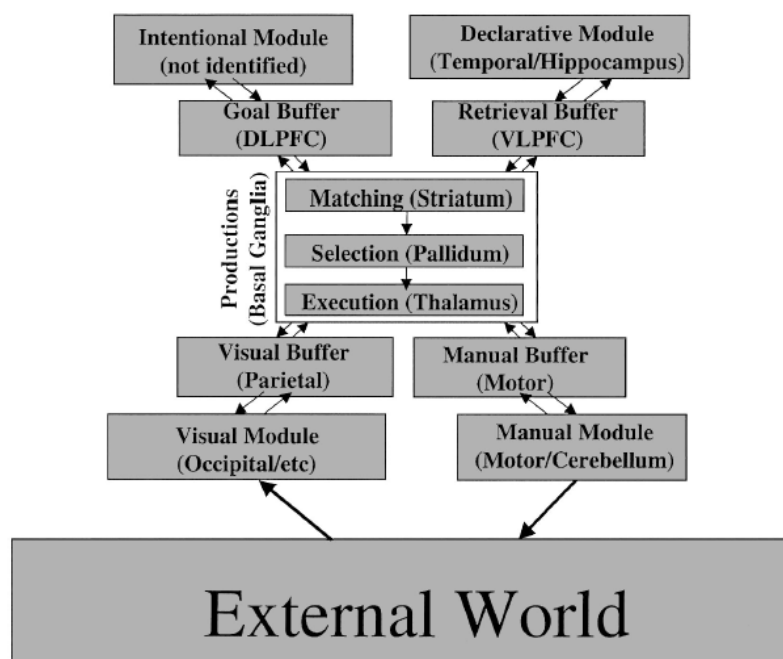 Intentional Module
(not identified)
Declarative Module
(Temporal/Hippocampus)
Goal Buffer
(DLPFC)
Retrieval Buffer
(VLPFC)
Productions
(Basal Ganglia)
Matching (Striatum)
Selection (Pallidum)
Execution (Thalamus)
Visual Buffer
(Parietal)
Manual Buffer
(Motor)
Visual Module
(Occipital/etc)
Manual Module
(Motor/Cerebellum)
External World